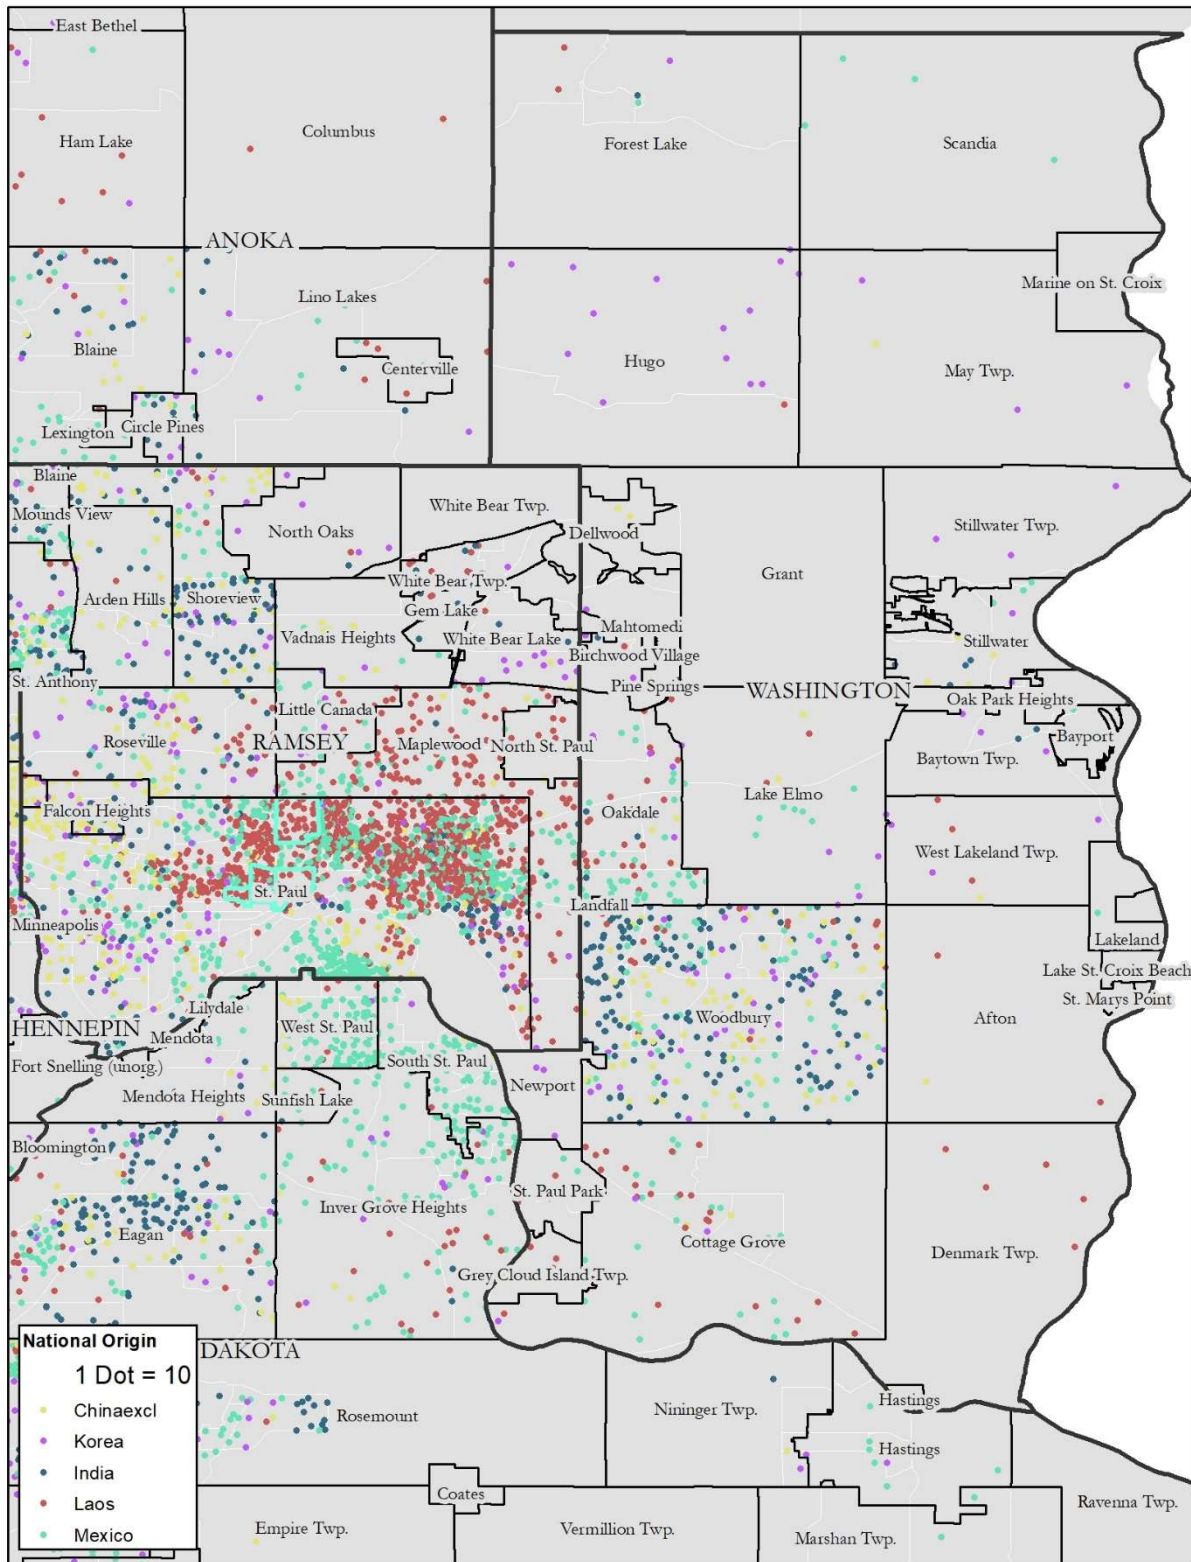 East Bethel
Ham Lake
Columbus
Forest Lake
Scandia
ANOKA
Marine on St. Croix
Lino Lakes
Blaine
Centerville
Hugo
May Twp.
Lexington
Circle Pines
Blaine
Mounds View
North Oaks
White Bear Twp.
Dellwood
Stillwater Twp.
Grant
White Bear Twp.
Arden Hills
Shoreview
Gem Lake
Vadnais Heights
White Bear Lake
Mahtomedi
Birchwood Village
Stillwater
St. Anthony
Pine Springs
WASHINGTON
Oak Park Heights
Little Canada
Roseville
RAMSEY
Maplewood
North St. Paul
Baytown Twp.
Bayport
Falcon Heights
Oakdale
Lake Elmo
West Lakeland Twp.
St. Paul
Landfall
Minneapolis
Lakeland
Lake St. Croix Beach
St. Marys Point
Lilydale
West St. Paul
Woodbury
Afton
HENNEPIN
Mendota
Fort Snelling (unorg.)
South St. Paul
Newport
Mendota Heights
Sunfish Lake
Bloomington
St. Paul Park
Inver Grove Heights
Eagan
Cottage Grove
Denmark Twp.
Grey Cloud Island Twp.
DAKOTA
National Origin
1 Dot = 10
Chinaexcl
Korea
India
Laos
Mexico
Rosemount
Nininger Twp.
Hastings
Hastings
Coates
Ravenna Twp.
Empire Twp.
Vermillion Twp.
Marshan Twp.